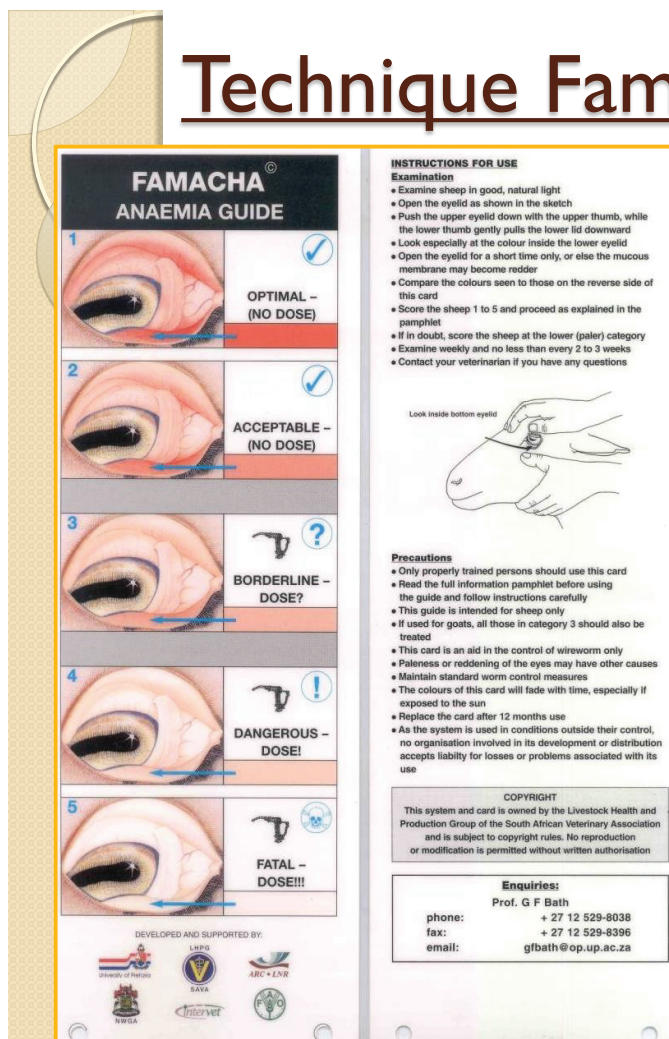 Technique Fam
FAMACHA©
ANAEMIA GUIDE
1
OPTIMAL –
(NO DOSE)
2
ACCEPTABLE –
(NO DOSE)
3
?
BORDERLINE –
DOSE?
4
!
DANGEROUS –
DOSE!
5
FATAL –
DOSE!!!
DEVELOPED AND SUPPORTED BY:
University of Pretoria
LHPG
V
SAVA
ARC • LNR
NWGA
Intervet
F A O
INSTRUCTIONS FOR USE
Examination
• Examine sheep in good, natural light
• Open the eyelid as shown in the sketch
• Push the upper eyelid down with the upper thumb, while
the lower thumb gently pulls the lower lid downward
• Look especially at the colour inside the lower eyelid
• Open the eyelid for a short time only, or else the mucous
membrane may become redder
• Compare the colours seen to those on the reverse side of
this card
• Score the sheep 1 to 5 and proceed as explained in the
pamphlet
• If in doubt, score the sheep at the lower (paler) category
• Examine weekly and no less than every 2 to 3 weeks
• Contact your veterinarian if you have any questions
Look inside bottom eyelid
Precautions
• Only properly trained persons should use this card
• Read the full information pamphlet before using
the guide and follow instructions carefully
• This guide is intended for sheep only
• If used for goats, all those in category 3 should also be
treated
• This card is an aid in the control of wireworm only
• Paleness or reddening of the eyes may have other causes
• Maintain standard worm control measures
• The colours of this card will fade with time, especially if
exposed to the sun
• Replace the card after 12 months use
• As the system is used in conditions outside their control,
no organisation involved in its development or distribution
accepts liabilty for losses or problems associated with its
use
COPYRIGHT
This system and card is owned by the Livestock Health and
Production Group of the South African Veterinary Association
and is subject to copyright rules. No reproduction
or modification is permitted without written authorisation
Enquiries:
Prof. G F Bath
phone: + 27 12 529-8038
fax: + 27 12 529-8396
email: gfbath@op.up.ac.za